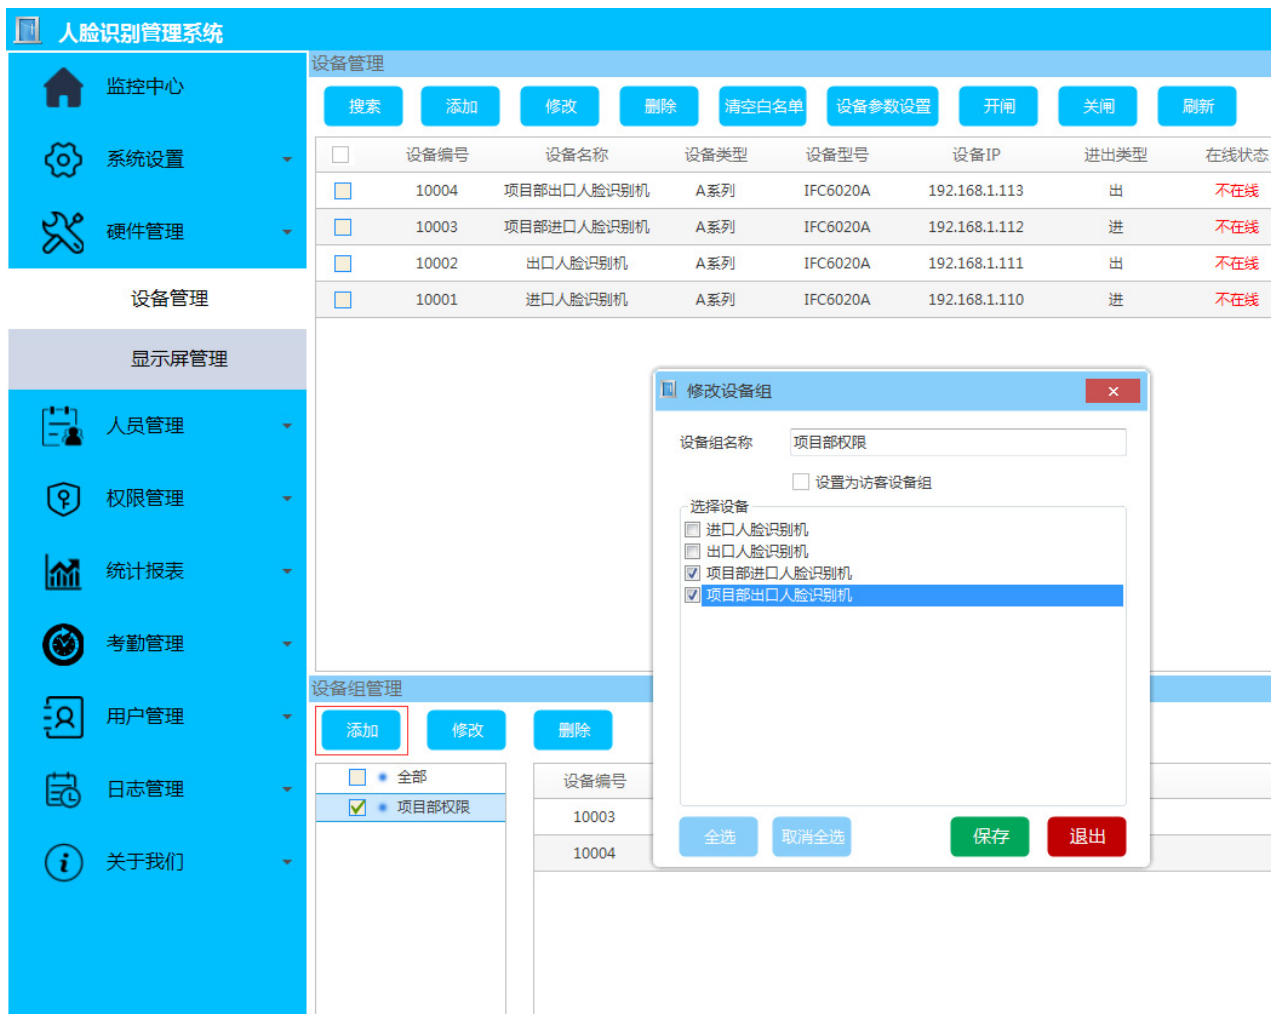 人脸识别管理系统
监控中心
系统设置
硬件管理
设备管理
显示屏管理
人员管理
权限管理
统计报表
考勤管理
用户管理
日志管理
关于我们
设备管理
搜索 添加 修改 删除 清空白名单 设备参数设置 开闸 关闸 刷新
设备编号 设备名称 设备类型 设备型号 设备IP 进出类型 在线状态
10004 项目部出口人脸识别机 A系列 IFC6020A 192.168.1.113 出 不在线
10003 项目部进口人脸识别机 A系列 IFC6020A 192.168.1.112 进 不在线
10002 出口人脸识别机 A系列 IFC6020A 192.168.1.111 出 不在线
10001 进口人脸识别机 A系列 IFC6020A 192.168.1.110 进 不在线
修改设备组
设备组名称 项目部权限
设置为访客设备组
选择设备
进口人脸识别机
出口人脸识别机
项目部进口人脸识别机
项目部出口人脸识别机
全选 取消全选 保存 退出
设备组管理
添加 修改 删除
全部
项目部权限
设备编号
10003
10004